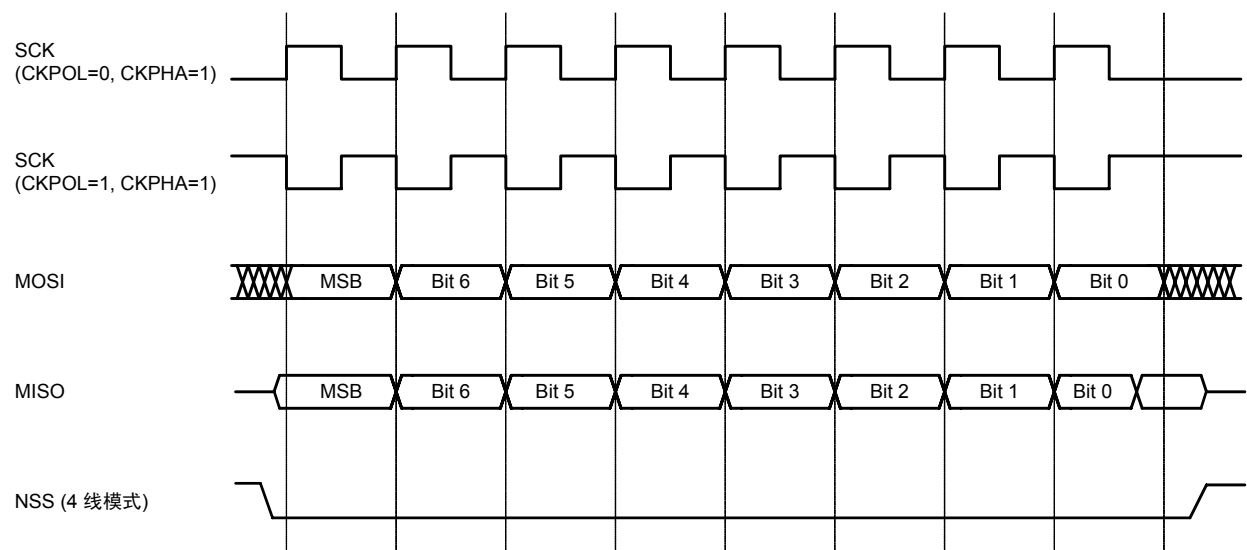 SCK
(CKPOL=0, CKPHA=1)
SCK
(CKPOL=1, CKPHA=1)
MOSI MSB Bit 6 Bit 5 Bit 4 Bit 3 Bit 2 Bit 1 Bit 0
MISO MSB Bit 6 Bit 5 Bit 4 Bit 3 Bit 2 Bit 1 Bit 0
NSS (4 线模式)